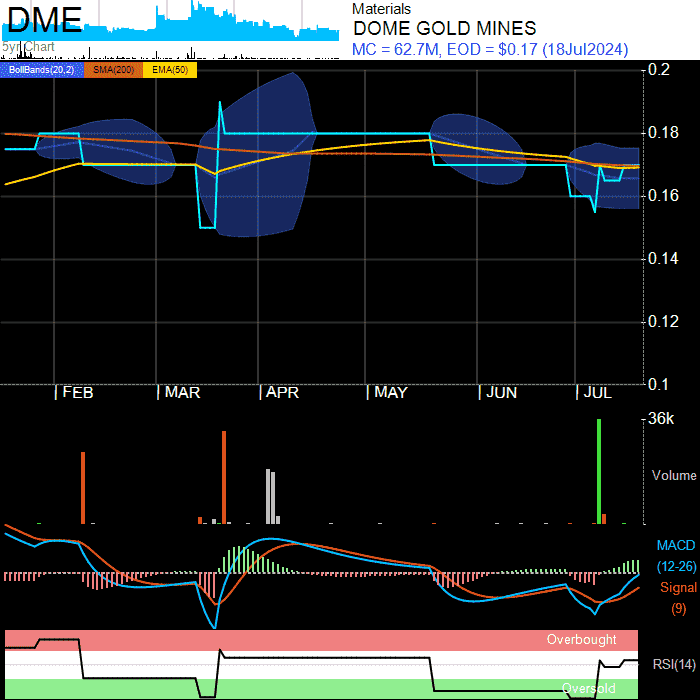 DME
5yr Chart
Materials
DOME GOLD MINES
MC = 62.7M, EOD = $0.17 (18Jul2024)
BollBands(20,2) SMA(200) EMA(50)
0.2
0.18
0.16
0.14
0.12
0.1
FEB MAR APR MAY JUN JUL
36k
Volume
MACD
(12-26)
Signal
(9)
Overbought
RSI(14)
Oversold